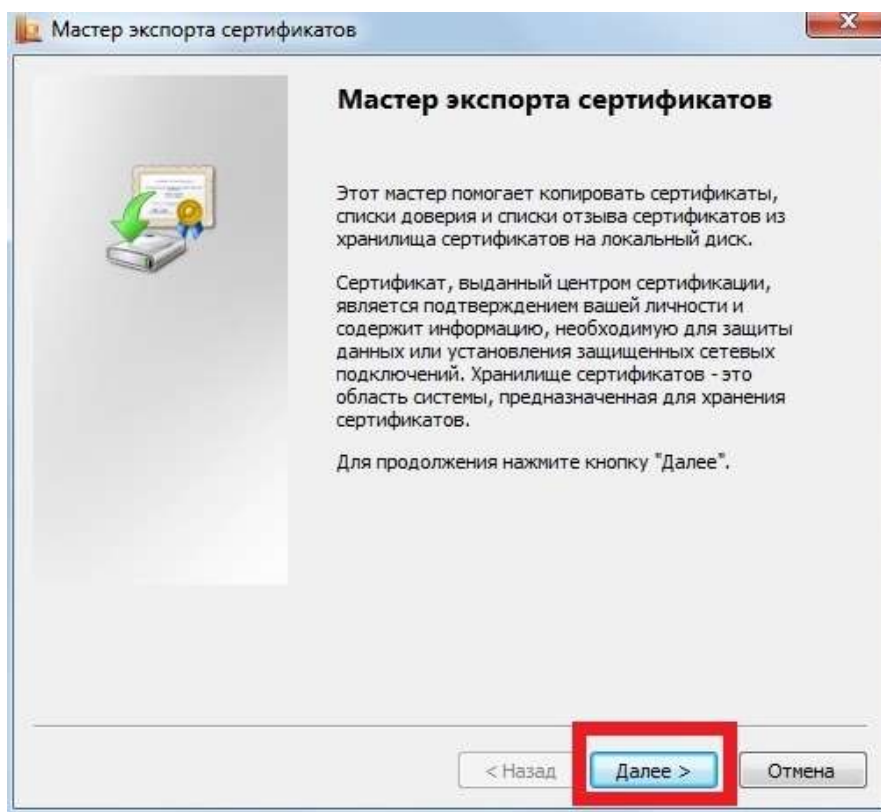 Мастер экспорта сертификатов
Мастер экспорта сертификатов
Этот мастер помогает копировать сертификаты,
списки доверия и списки отзыва сертификатов из
хранилища сертификатов на локальный диск.
Сертификат, выданный центром сертификации,
является подтверждением вашей личности и
содержит информацию, необходимую для защиты
данных или установления защищенных сетевых
подключений. Хранилище сертификатов - это
область системы, предназначенная для хранения
сертификатов.
Для продолжения нажмите кнопку "Далее".
< Назад Далее > Отмена